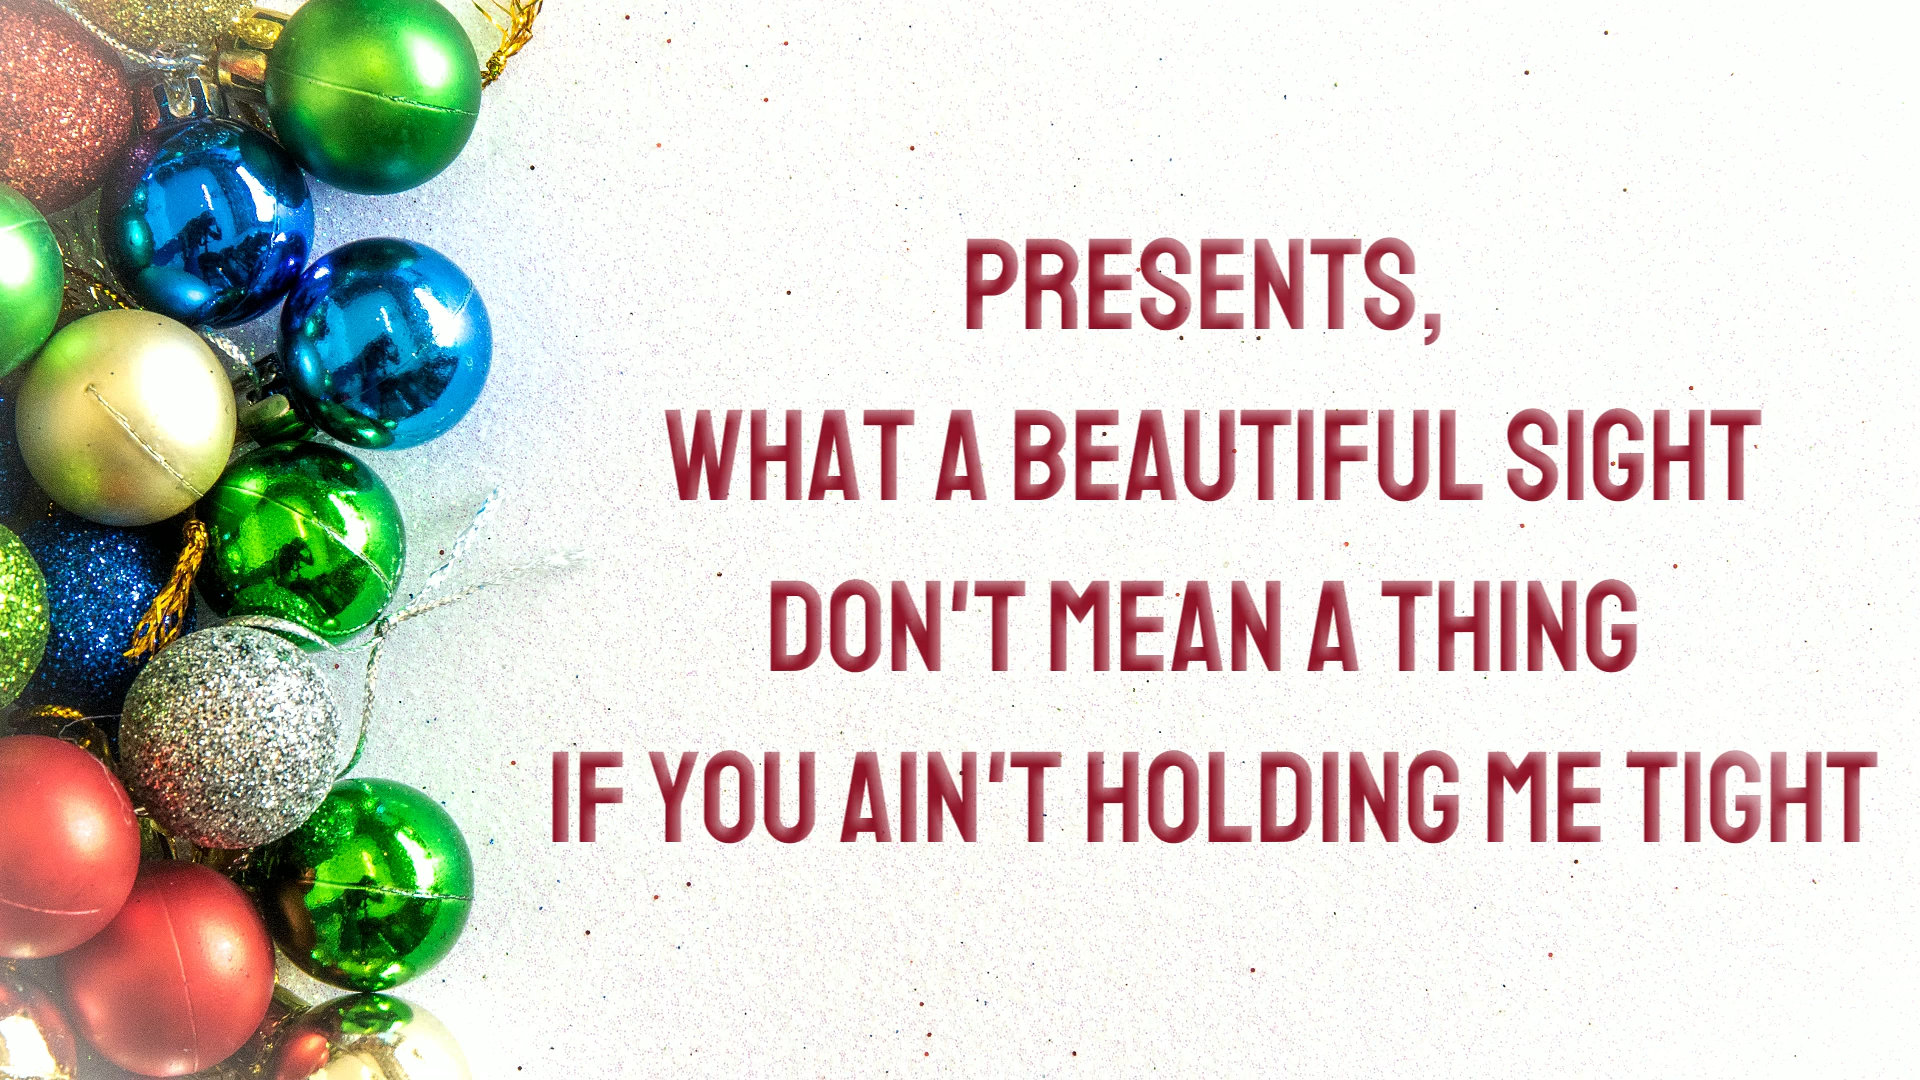 PRESENTS,
WHAT A BEAUTIFUL SIGHT
DON'T MEAN A THING
IF YOU AIN'T HOLDING ME TIGHT